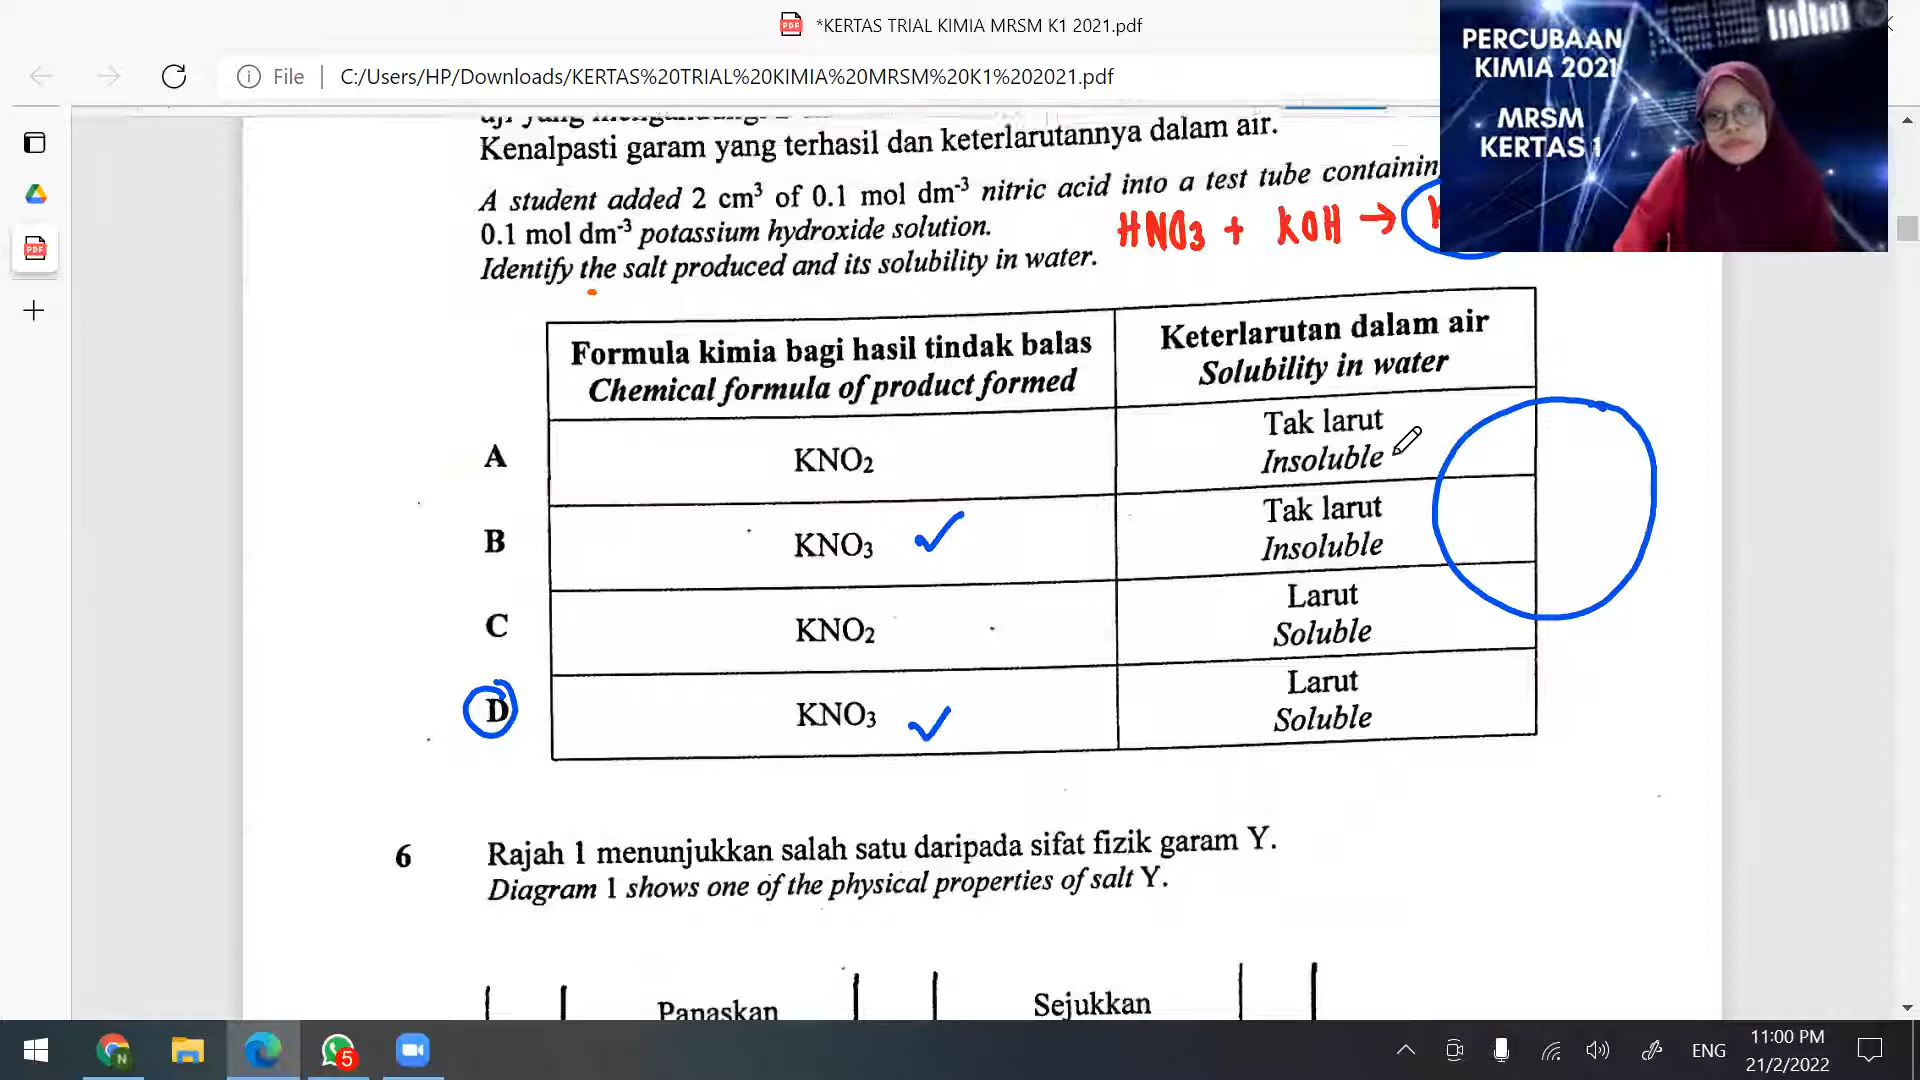 *KERTAS TRIAL KIMIA MRSM K1 2021.pdf
File
C:/Users/HP/Downloads/KERTAS%20TRIAL%20KIMIA%20MRSM%20K1%202021.pdf
PERCUBAAN
KIMIA 2021
MRSM
KERTAS 1
uji yang mengandungi
Kenalpasti garam yang terhasil dan keterlarutannya dalam air.
A student added 2 cm³ of 0.1 mol dm⁻³ nitric acid into a test tube containing
0.1 mol dm⁻³ potassium hydroxide solution.
HNO3 + KOH →
Identify the salt produced and its solubility in water.
Formula kimia bagi hasil tindak balas
Chemical formula of product formed
Keterlarutan dalam air
Solubility in water
A
KNO₂
Tak larut
Insoluble
B
KNO₃
Tak larut
Insoluble
C
KNO₂
Larut
Soluble
D
KNO₃
Larut
Soluble
6
Rajah 1 menunjukkan salah satu daripada sifat fizik garam Y.
Diagram 1 shows one of the physical properties of salt Y.
Panaskan
Sejukkan
N
5
ENG
11:00 PM
21/2/2022